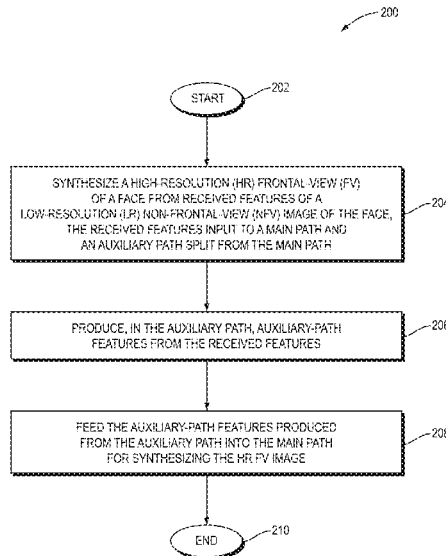 200
START
202
SYNTHESIZE A HIGH-RESOLUTION (HR) FRONTAL-VIEW (FV)
OF A FACE FROM RECEIVED FEATURES OF A
LOW-RESOLUTION (LR) NON-FRONTAL-VIEW (NFV) IMAGE OF THE FACE,
THE RECEIVED FEATURES INPUT TO A MAIN PATH AND
AN AUXILIARY PATH SPLIT FROM THE MAIN PATH
204
PRODUCE, IN THE AUXILIARY PATH, AUXILIARY-PATH
FEATURES FROM THE RECEIVED FEATURES
206
FEED THE AUXILIARY-PATH FEATURES PRODUCED
FROM THE AUXILIARY PATH INTO THE MAIN PATH
FOR SYNTHESIZING THE HR FV IMAGE
208
END
210